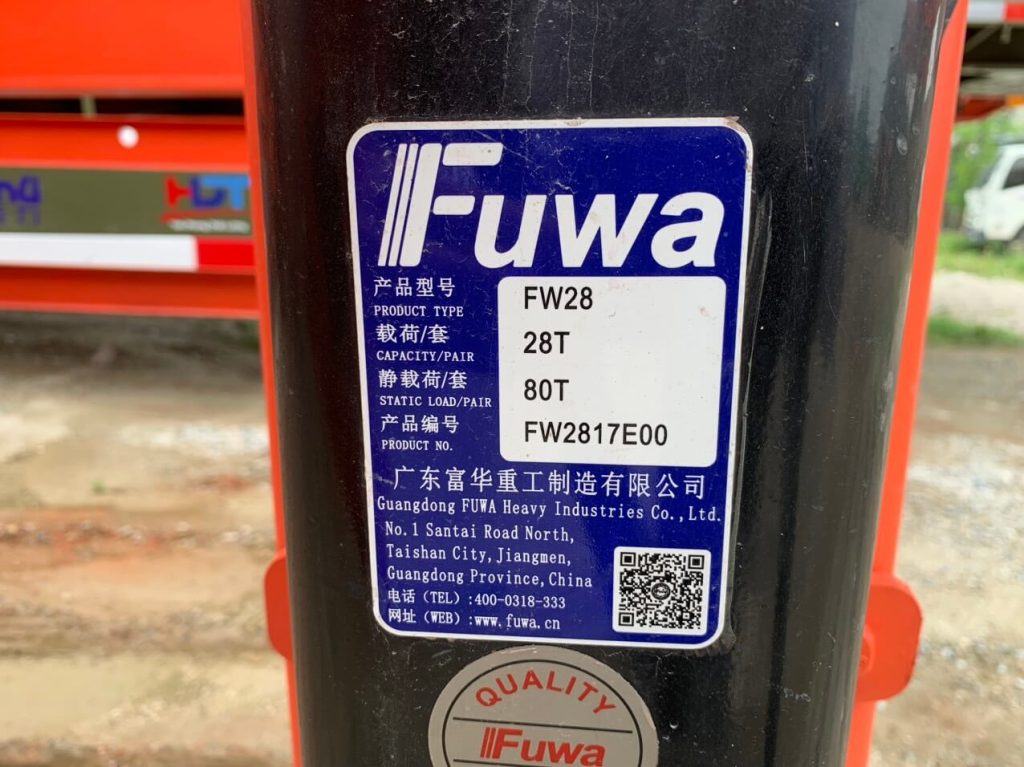 Fuwa
产品型号
PRODUCT TYPE
FW28
载荷/套
CAPACITY/PAIR
28T
静载荷/套
STATIC LOAD/PAIR
80T
产品编号
PRODUCT NO.
FW2817E00
广东富华重工制造有限公司
Guangdong FUWA Heavy Industries Co.,Ltd.
No.1 Santai Road North,
Taishan City,Jiangmen,
Guangdong Province,China
电话（TEL）:400-0318-333
网址（WEB）:www.fuwa.cn
QUALITY
Fuwa